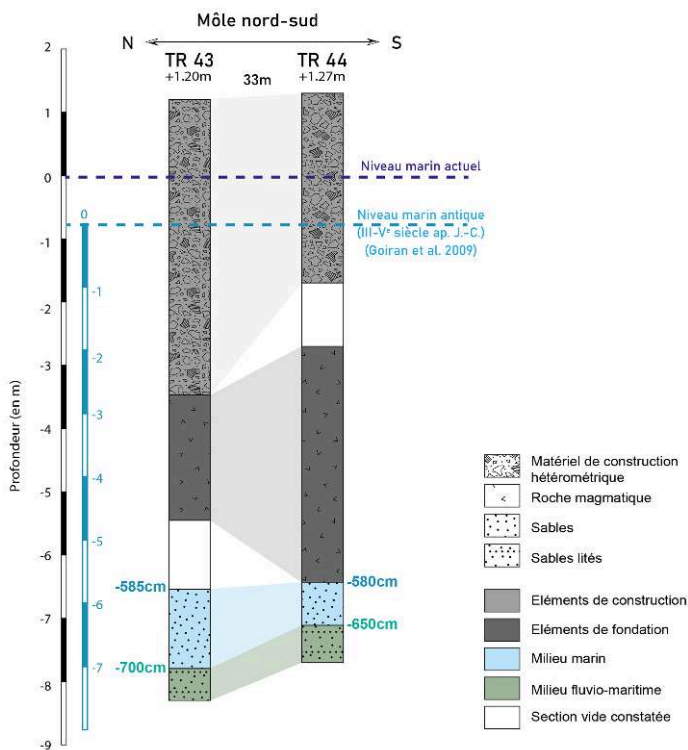 Môle nord-sud
N
S
TR 43
+1.20m
33m
TR 44
+1.27m
2
1
0
-1
-2
-3
-4
-5
-6
-7
-8
-9
Profondeur (en m)
0
-1
-2
-3
-4
-5
-6
-7
Niveau marin actuel
Niveau marin antique
(III-Vᵉ siècle ap. J.-C.)
(Goiran et al. 2009)
-585cm
-580cm
-650cm
-700cm
Matériel de construction
hétérométrique
Roche magmatique
Sables
Sables lités
Eléments de construction
Eléments de fondation
Milieu marin
Milieu fluvio-maritime
Section vide constatée